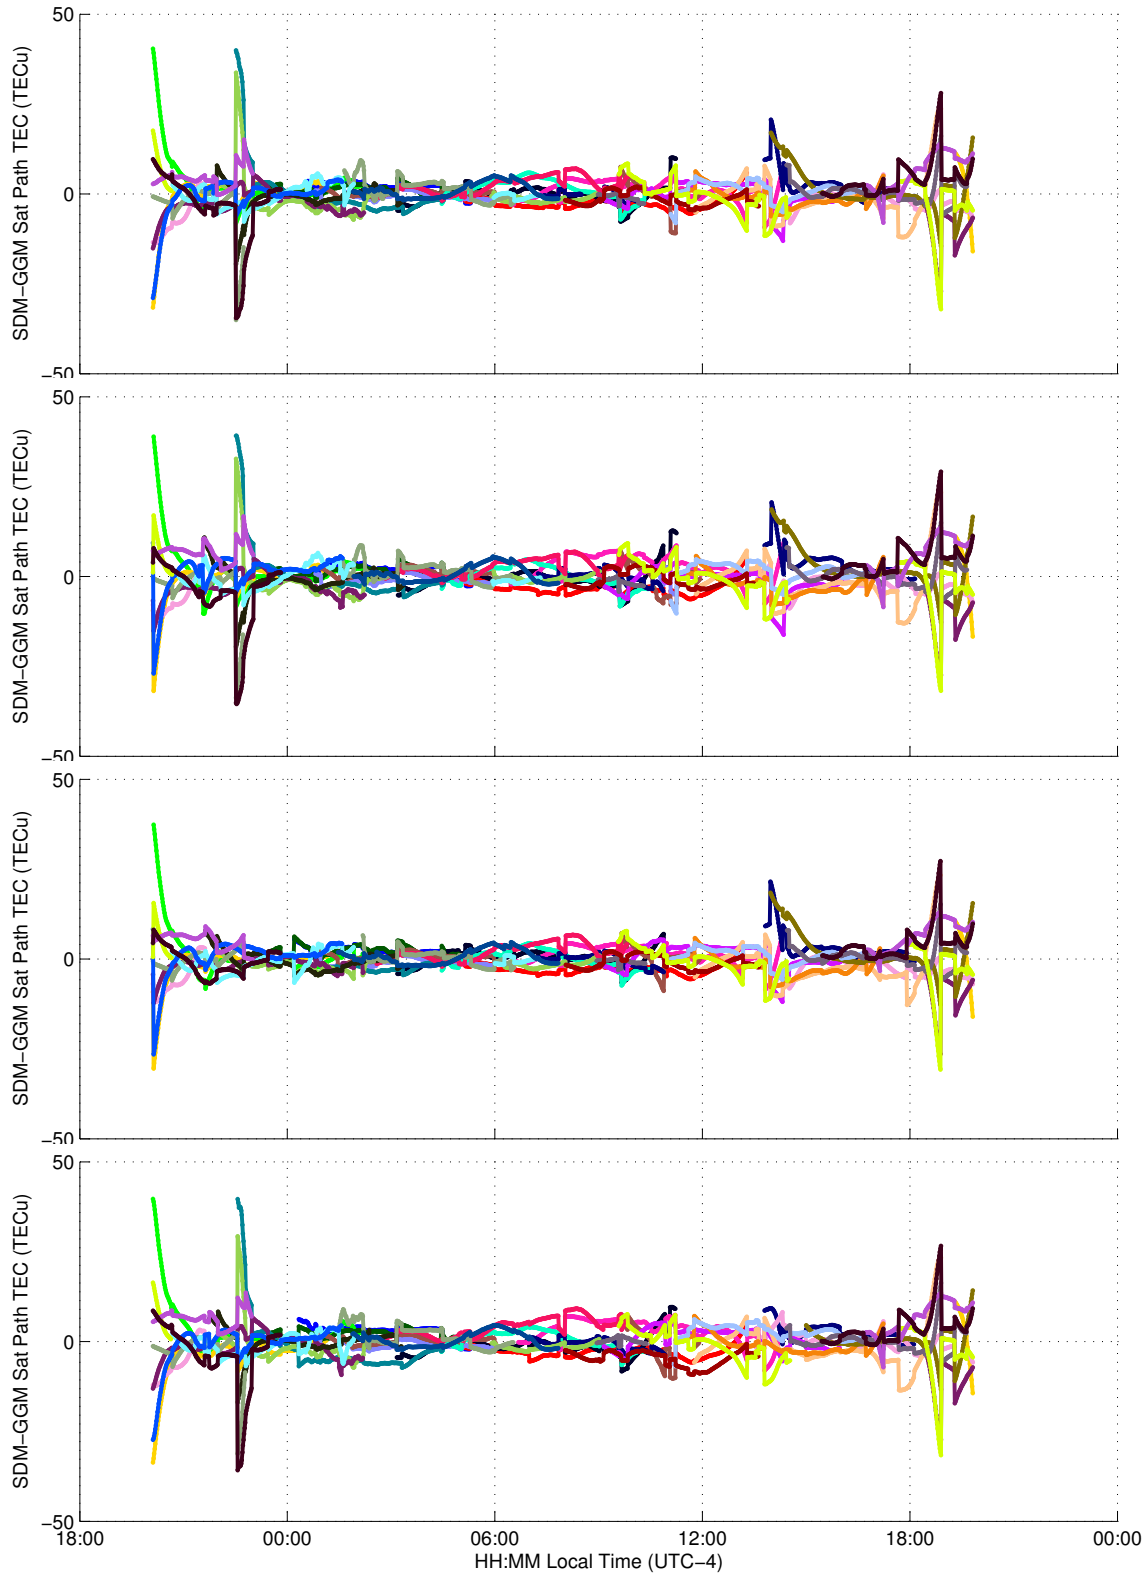 50
0
−50
SDM−GGM Sat Path TEC (TECu)
50
0
−50
SDM−GGM Sat Path TEC (TECu)
50
0
−50
SDM−GGM Sat Path TEC (TECu)
50
0
−50
SDM−GGM Sat Path TEC (TECu)
18:00 00:00 06:00 12:00 18:00 00:00
HH:MM Local Time (UTC−4)